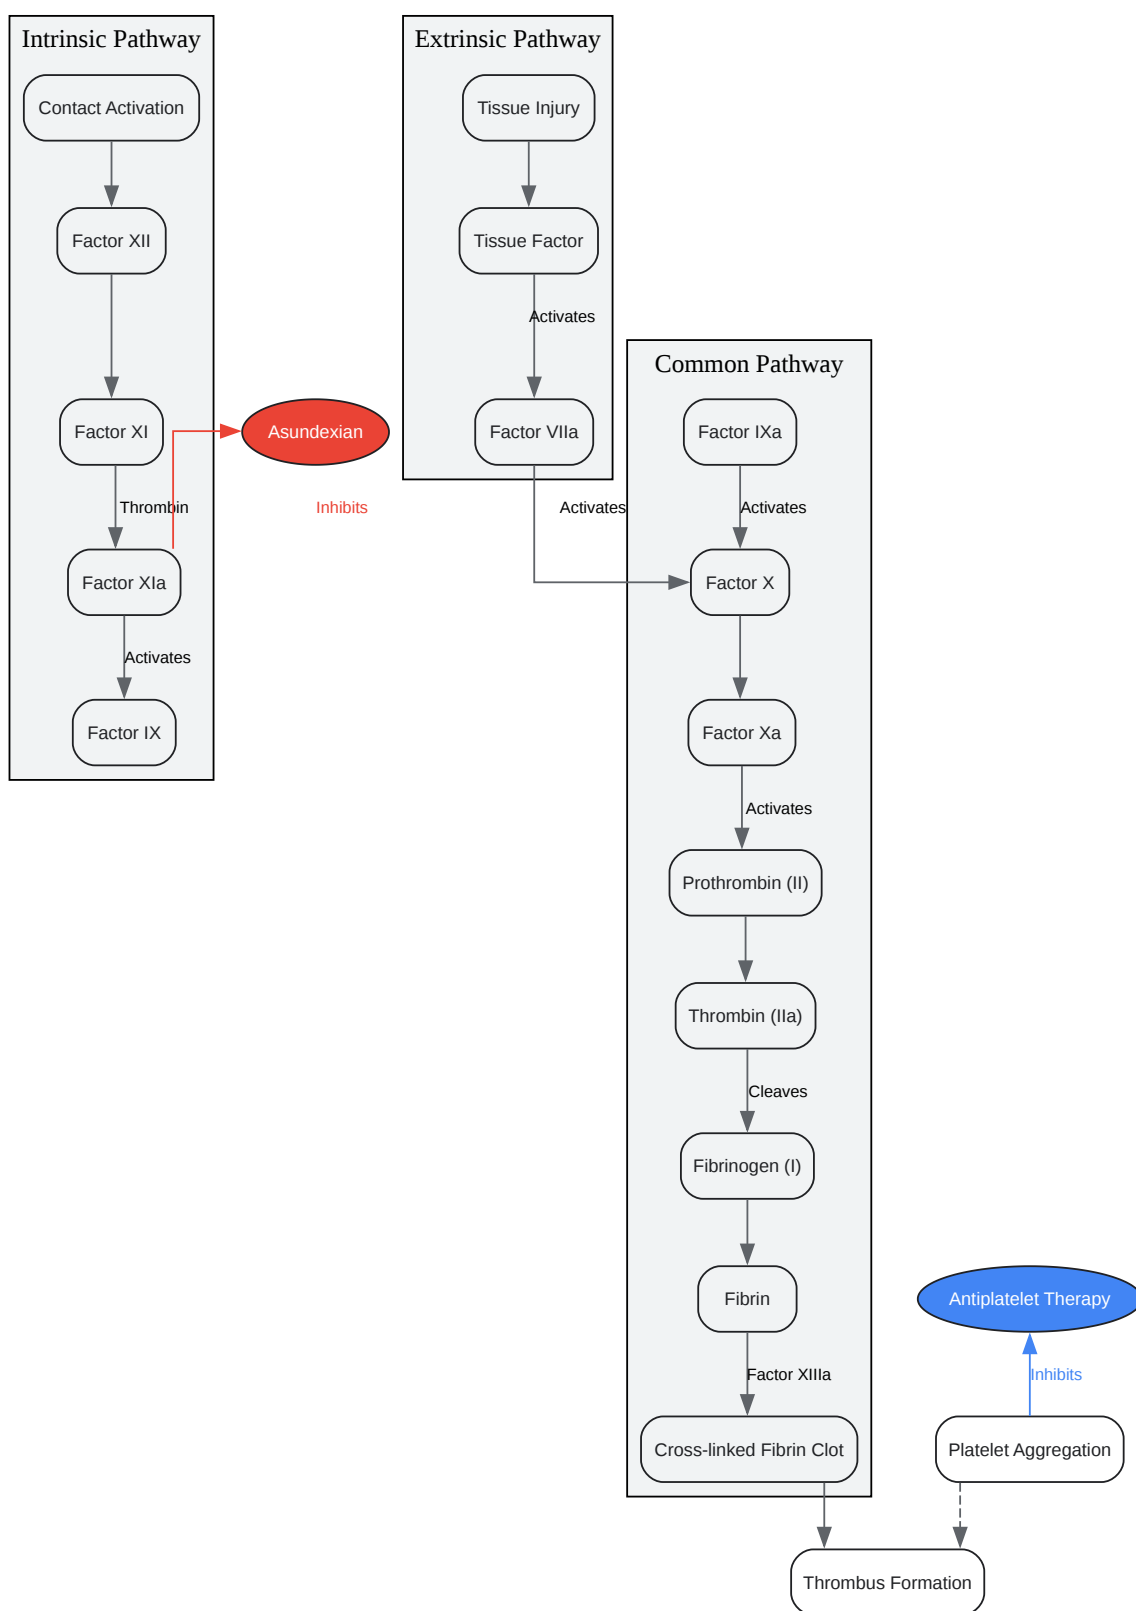 Intrinsic Pathway
Contact Activation
Factor XII
Factor XI
Thrombin
Factor XIa
Activates
Factor IX
Asundexian
Inhibits
Extrinsic Pathway
Tissue Injury
Tissue Factor
Activates
Factor VIIa
Activates
Common Pathway
Factor IXa
Activates
Factor X
Factor Xa
Activates
Prothrombin (II)
Thrombin (IIa)
Cleaves
Fibrinogen (I)
Fibrin
Factor XIIIa
Cross-linked Fibrin Clot
Antiplatelet Therapy
Inhibits
Platelet Aggregation
Thrombus Formation